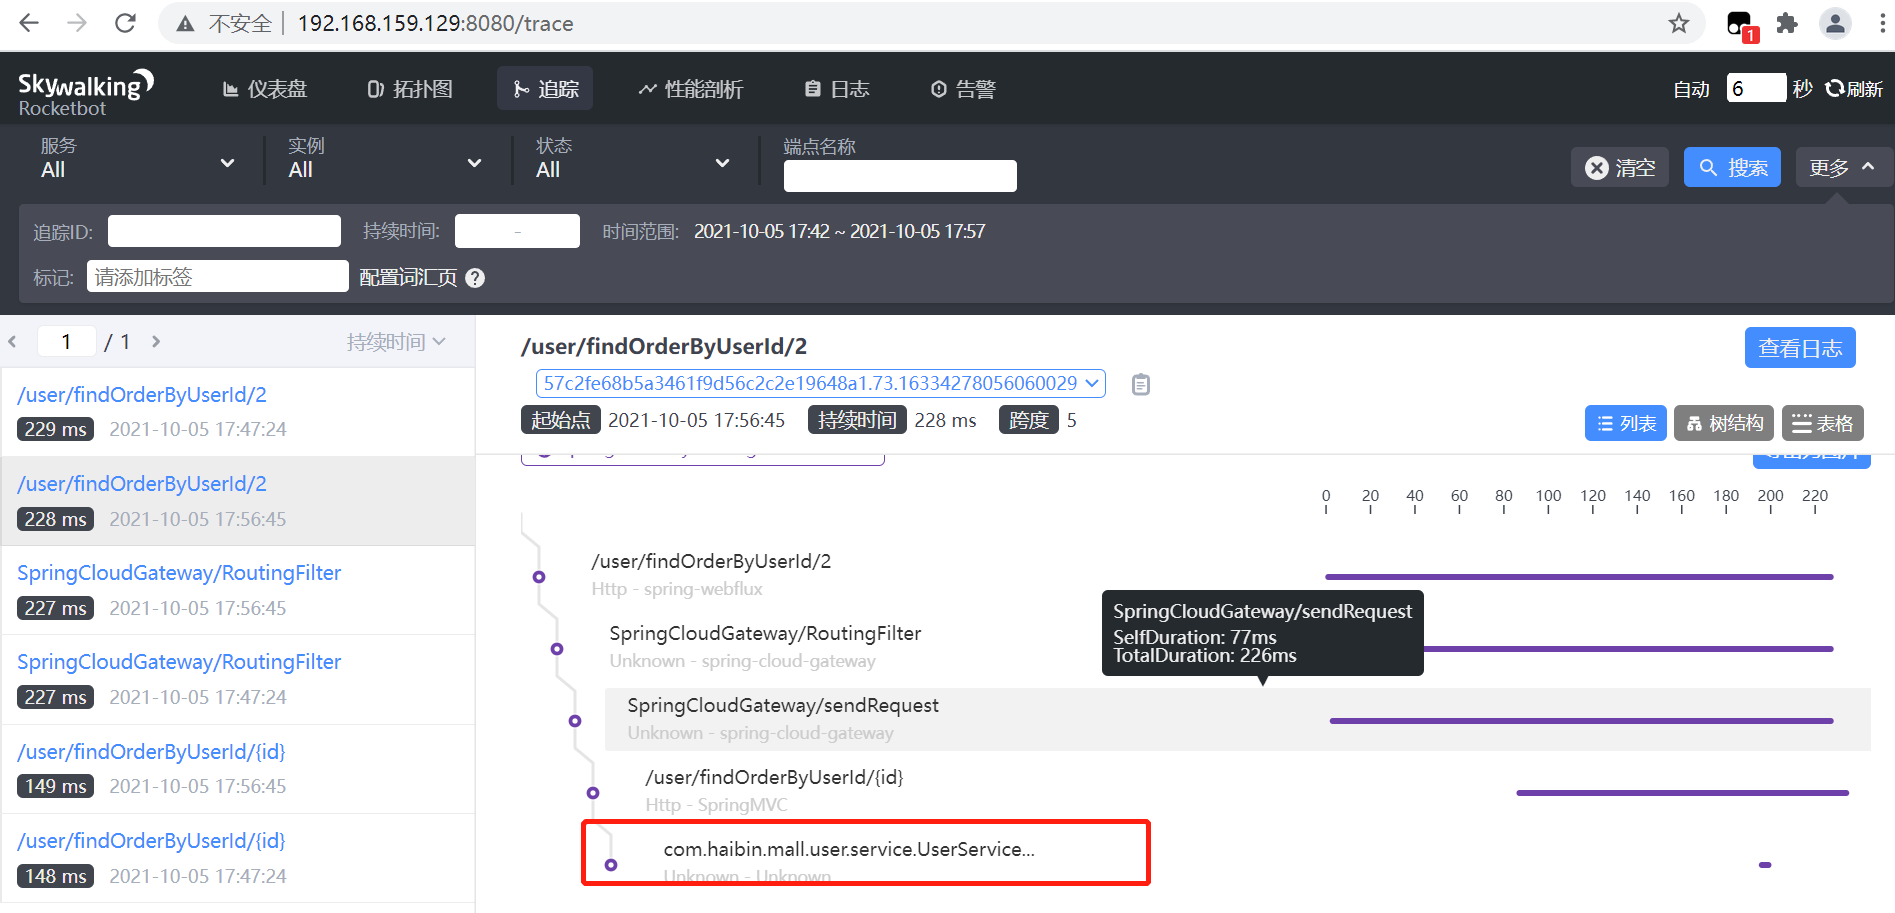 不安全 192.168.159.129:8080/trace
1
Skywalking
Rocketbot
仪表盘 拓扑图 追踪 性能剖析 日志 告警
自动 6 秒 刷新
服务 实例 状态 端点名称
All All All
清空 搜索 更多
追踪ID: 持续时间: - 时间范围: 2021-10-05 17:42 ~ 2021-10-05 17:57
标记: 请添加标签 配置词汇页 ?
1 / 1 持续时间
/user/findOrderByUserId/2
229 ms 2021-10-05 17:47:24
/user/findOrderByUserId/2
228 ms 2021-10-05 17:56:45
SpringCloudGateway/RoutingFilter
227 ms 2021-10-05 17:56:45
SpringCloudGateway/RoutingFilter
227 ms 2021-10-05 17:47:24
/user/findOrderByUserId/{id}
149 ms 2021-10-05 17:56:45
/user/findOrderByUserId/{id}
148 ms 2021-10-05 17:47:24
/user/findOrderByUserId/2
查看日志
57c2fe68b5a3461f9d56c2c2e19648a1.73.16334278056060029
起始点 2021-10-05 17:56:45 持续时间 228 ms 跨度 5
列表 树结构 表格
0 20 40 60 80 100 120 140 160 180 200 220
/user/findOrderByUserId/2
Http - spring-webflux
SpringCloudGateway/RoutingFilter
Unknown - spring-cloud-gateway
SpringCloudGateway/sendRequest
SelfDuration: 77ms
TotalDuration: 226ms
SpringCloudGateway/sendRequest
Unknown - spring-cloud-gateway
/user/findOrderByUserId/{id}
Http - SpringMVC
com.haibin.mall.user.service.UserService...
Unknown - Unknown